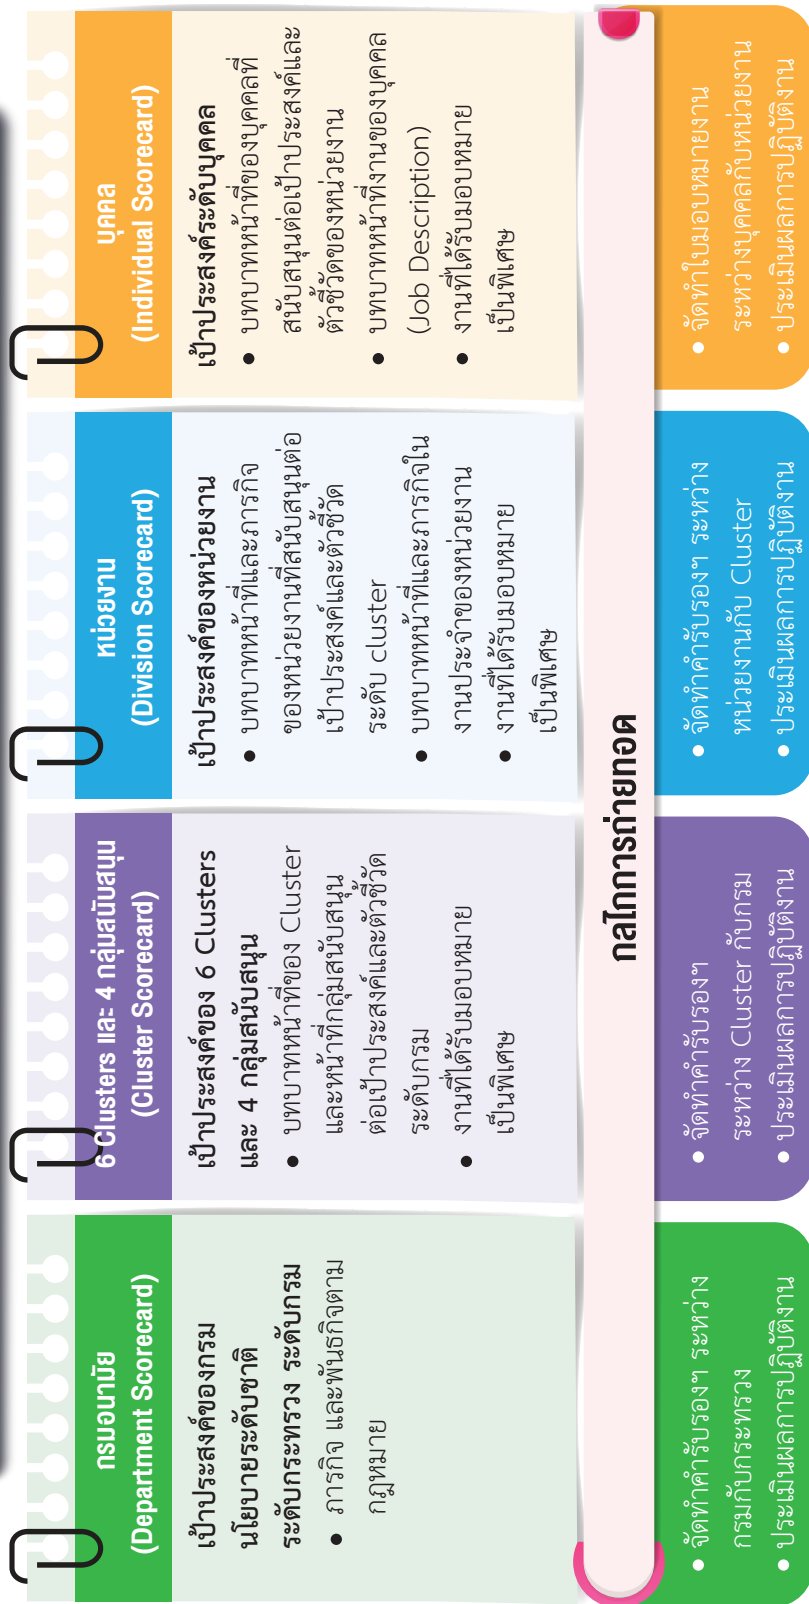 กรมอนามัย
(Department Scorecard)
เป้าประสงค์ของกรม
นโยบายระดับชาติ
ระดับกระทรวง ระดับกรม
• ภารกิจ และพันธกิจตาม
กฎหมาย
6 Clusters และ 4 กลุ่มสนับสนุน
(Cluster Scorecard)
เป้าประสงค์ของ 6 Clusters
และ 4 กลุ่มสนับสนุน
• บทบาทหน้าที่ของ Cluster
และหน้าที่กลุ่มสนับสนุน
ต่อเป้าประสงค์และตัวชี้วัด
ระดับกรม
• งานที่ได้รับมอบหมาย
เป็นพิเศษ
หน่วยงาน
(Division Scorecard)
เป้าประสงค์ของหน่วยงาน
• บทบาทหน้าที่และภารกิจ
ของหน่วยงานที่สนับสนุนต่อ
เป้าประสงค์และตัวชี้วัด
ระดับ cluster
• บทบาทหน้าที่และภารกิจใน
งานประจำของหน่วยงาน
• งานที่ได้รับมอบหมาย
เป็นพิเศษ
บุคคล
(Individual Scorecard)
เป้าประสงค์ระดับบุคคล
• บทบาทหน้าที่ของบุคคลที่
สนับสนุนต่อเป้าประสงค์และ
ตัวชี้วัดของหน่วยงาน
• บทบาทหน้าที่งานของบุคคล
(Job Description)
• งานที่ได้รับมอบหมาย
เป็นพิเศษ
กลไกการถ่ายทอด
• จัดทำคำรับรองฯ ระหว่าง
กรมกับกระทรวง
• ประเมินผลการปฏิบัติงาน
• จัดทำคำรับรองฯ
ระหว่าง Cluster กับกรม
• ประเมินผลการปฏิบัติงาน
• จัดทำคำรับรองฯ ระหว่าง
หน่วยงานกับ Cluster
• ประเมินผลการปฏิบัติงาน
• จัดทำใบมอบหมายงาน
ระหว่างบุคคลกับหน่วยงาน
• ประเมินผลการปฏิบัติงาน